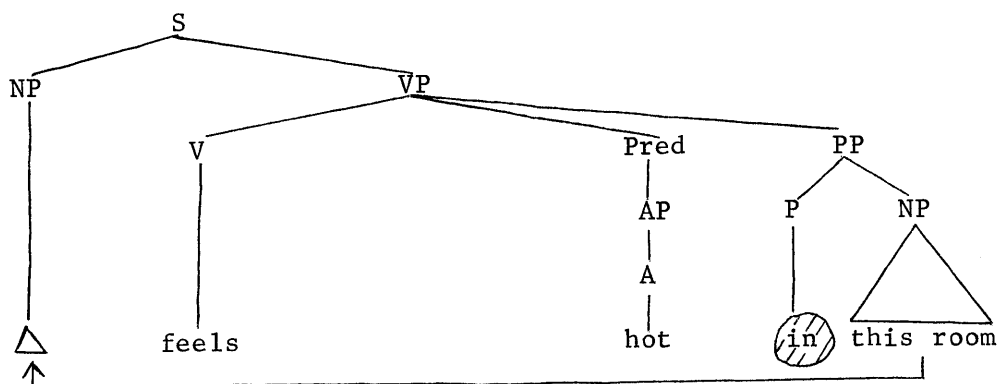 S
NP VP
V Pred PP
AP P NP
A
feels hot in this room